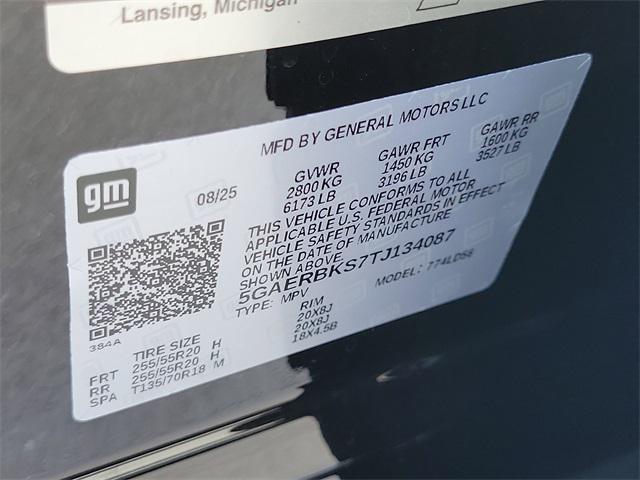 Lansing, Michigan
MFD BY GENERAL MOTORS LLC
gm
08/25
GVWR GAWR FRT GAWR RR
2800 KG 1450 KG 1600 KG
6173 LB 3196 LB 3527 LB
THIS VEHICLE CONFORMS TO ALL
APPLICABLE U.S. FEDERAL MOTOR
VEHICLE SAFETY STANDARDS IN EFFECT
ON THE DATE OF MANUFACTURE
SHOWN ABOVE.
5GAERBKS7TJ134087
TYPE: MPV MODEL: 774LDS6
384A
TIRE SIZE RIM
FRT 255/55R20 H 20X8J
RR 255/55R20 H 20X8J
SPA T135/70R18 M 18X4.5B